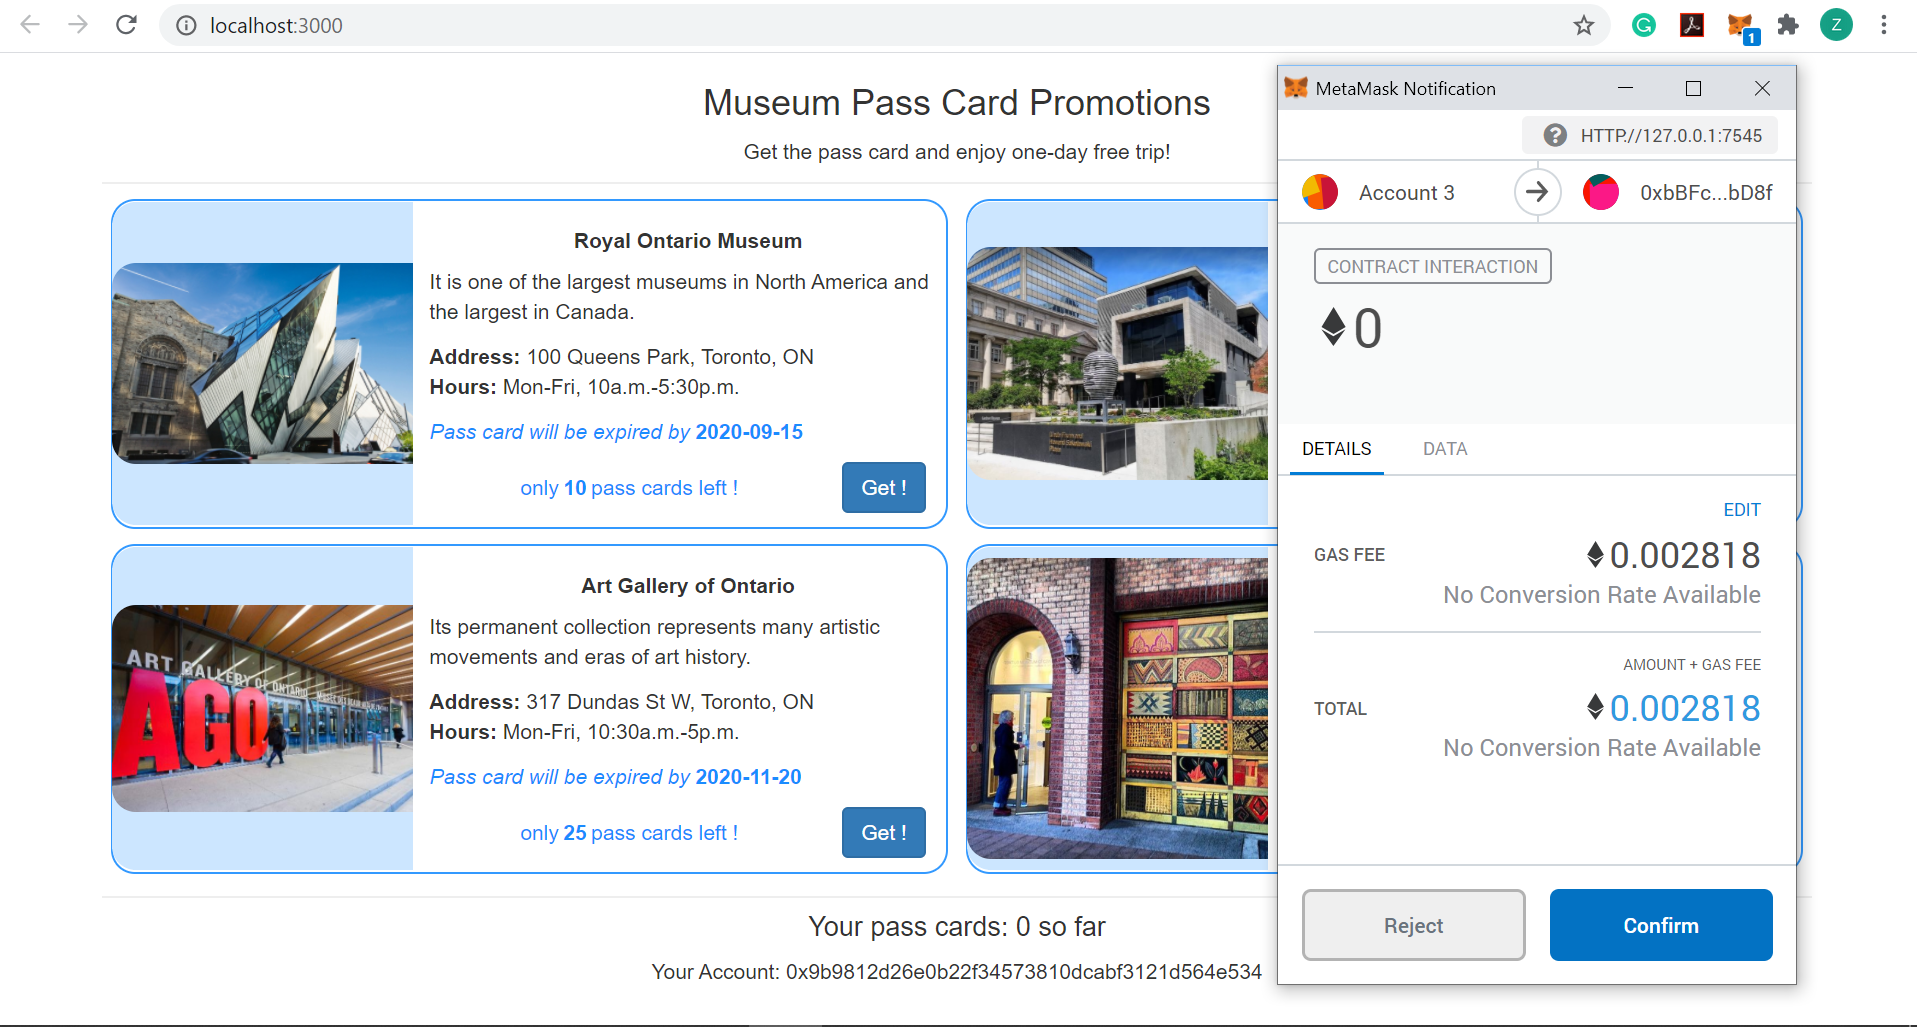 localhost:3000
Z
1
Museum Pass Card Promotions
Get the pass card and enjoy one-day free trip!
Royal Ontario Museum
It is one of the largest museums in North America and
the largest in Canada.
Address: 100 Queens Park, Toronto, ON
Hours: Mon-Fri, 10a.m.-5:30p.m.
Pass card will be expired by 2020-09-15
only 10 pass cards left !
Get !
Art Gallery of Ontario
Its permanent collection represents many artistic
movements and eras of art history.
Address: 317 Dundas St W, Toronto, ON
Hours: Mon-Fri, 10:30a.m.-5p.m.
Pass card will be expired by 2020-11-20
only 25 pass cards left !
Get !
ART GALLERY OF ONTARIO
AGO
Your pass cards: 0 so far
Your Account: 0x9b9812d26e0b22f34573810dcabf3121d564e534
MetaMask Notification
HTTP://127.0.0.1:7545
Account 3
0xbBFc...bD8f
CONTRACT INTERACTION
0
DETAILS
DATA
EDIT
GAS FEE
0.002818
No Conversion Rate Available
AMOUNT + GAS FEE
TOTAL
0.002818
No Conversion Rate Available
Reject
Confirm